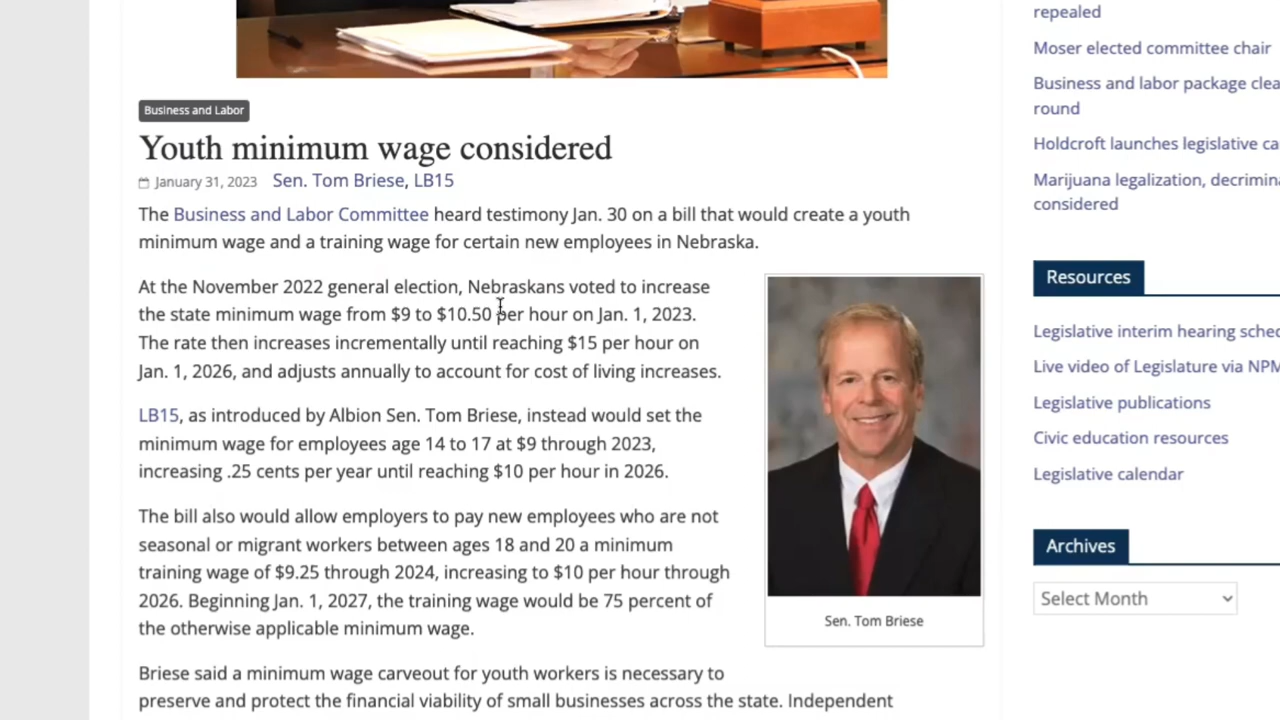 Business and Labor
Youth minimum wage considered
January 31, 2023 Sen. Tom Briese, LB15
The Business and Labor Committee heard testimony Jan. 30 on a bill that would create a youth
minimum wage and a training wage for certain new employees in Nebraska.
At the November 2022 general election, Nebraskans voted to increase
the state minimum wage from $9 to $10.50 per hour on Jan. 1, 2023.
The rate then increases incrementally until reaching $15 per hour on
Jan. 1, 2026, and adjusts annually to account for cost of living increases.
LB15, as introduced by Albion Sen. Tom Briese, instead would set the
minimum wage for employees age 14 to 17 at $9 through 2023,
increasing .25 cents per year until reaching $10 per hour in 2026.
The bill also would allow employers to pay new employees who are not
seasonal or migrant workers between ages 18 and 20 a minimum
training wage of $9.25 through 2024, increasing to $10 per hour through
2026. Beginning Jan. 1, 2027, the training wage would be 75 percent of
the otherwise applicable minimum wage.
Sen. Tom Briese
Briese said a minimum wage carveout for youth workers is necessary to
preserve and protect the financial viability of small businesses across the state. Independent
repealed
Moser elected committee chair
Business and labor package clea
round
Holdcroft launches legislative ca
Marijuana legalization, decrimina
considered
Resources
Legislative interim hearing sched
Live video of Legislature via NPM
Legislative publications
Civic education resources
Legislative calendar
Archives
Select Month